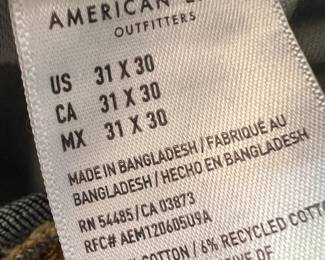 AMERICAN
OUTFITTERS
US 31 X 30
CA 31 X 30
MX 31 X 30
MADE IN BANGLADESH / FABRIQUÉ AU
BANGLADESH / HECHO EN BANGLADESH
RN 54485 / CA 03873
RFC# AEM120605U9A
COTTON / 6% RECYCLED COTTO
OF